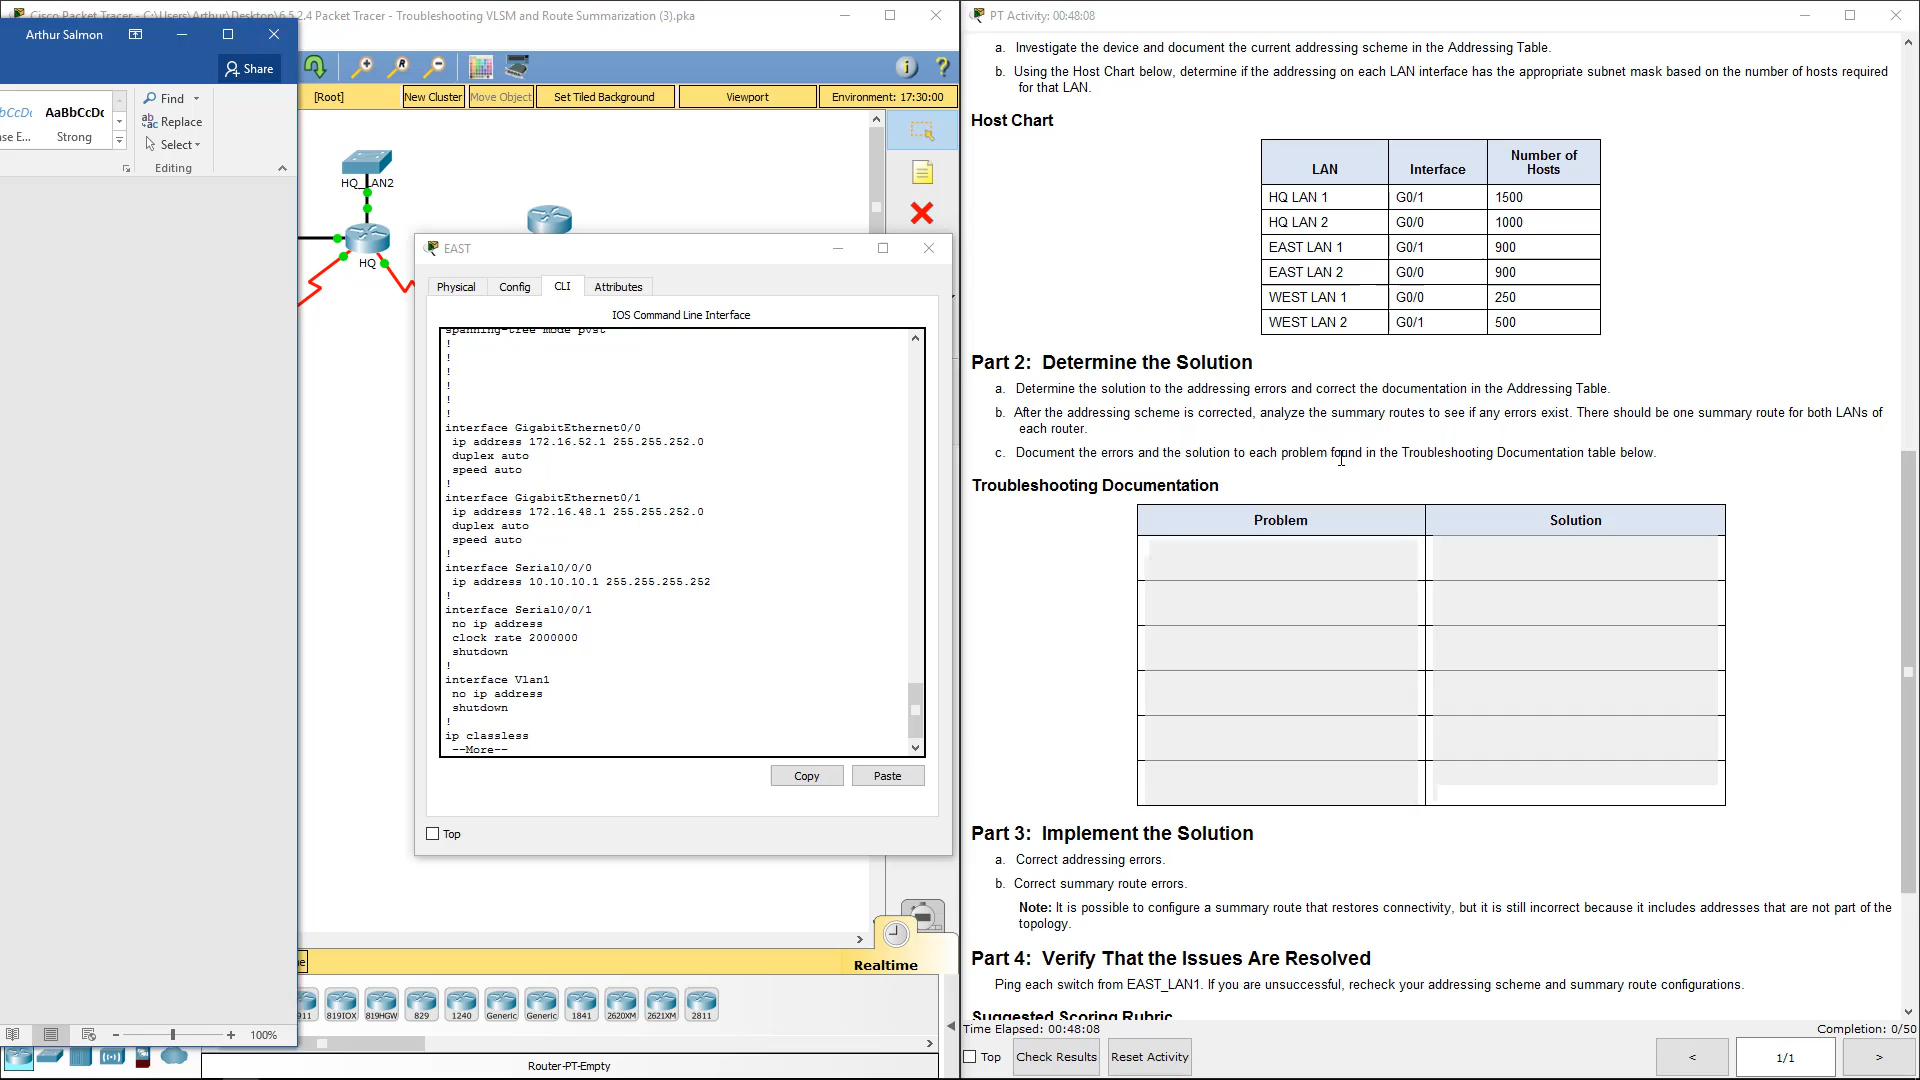 Cisco Packet Tracer - C:\Users\Arthur\Desktop\6.5.2.4 Packet Tracer - Troubleshooting VLSM and Route Summarization (3).pka
Arthur Salmon
Share
AaBbCcDc
Strong
Find
Replace
Select
Editing
[Root]
New Cluster
Move Object
Set Tiled Background
Viewport
Environment: 17:30:00
HQ_LAN2
HQ
EAST
Physical
Config
CLI
Attributes
IOS Command Line Interface
spanning-tree mode pvst
!
!
!
!
!
!
interface GigabitEthernet0/0
ip address 172.16.52.1 255.255.252.0
duplex auto
speed auto
!
interface GigabitEthernet0/1
ip address 172.16.48.1 255.255.252.0
duplex auto
speed auto
!
interface Serial0/0/0
ip address 10.10.10.1 255.255.255.252
!
interface Serial0/0/1
no ip address
clock rate 2000000
shutdown
!
interface Vlan1
no ip address
shutdown
!
ip classless
--More--
Copy
Paste
Top
Realtime
819IOX
819HGW
829
1240
Generic
Generic
1841
2620XM
2621XM
2811
100%
Router-PT-Empty
PT Activity: 00:48:08
a. Investigate the device and document the current addressing scheme in the Addressing Table.
b. Using the Host Chart below, determine if the addressing on each LAN interface has the appropriate subnet mask based on the number of hosts required
for that LAN.
Host Chart
LAN Interface Number of Hosts
HQ LAN 1 G0/1 1500
HQ LAN 2 G0/0 1000
EAST LAN 1 G0/1 900
EAST LAN 2 G0/0 900
WEST LAN 1 G0/0 250
WEST LAN 2 G0/1 500
Part 2: Determine the Solution
a. Determine the solution to the addressing errors and correct the documentation in the Addressing Table.
b. After the addressing scheme is corrected, analyze the summary routes to see if any errors exist. There should be one summary route for both LANs of
each router.
c. Document the errors and the solution to each problem found in the Troubleshooting Documentation table below.
Troubleshooting Documentation
Problem Solution
Part 3: Implement the Solution
a. Correct addressing errors.
b. Correct summary route errors.
Note: It is possible to configure a summary route that restores connectivity, but it is still incorrect because it includes addresses that are not part of the
topology.
Part 4: Verify That the Issues Are Resolved
Ping each switch from EAST_LAN1. If you are unsuccessful, recheck your addressing scheme and summary route configurations.
Suggested Scoring Rubric
Time Elapsed: 00:48:08
Completion: 0/50
Top
Check Results
Reset Activity
<
1/1
>